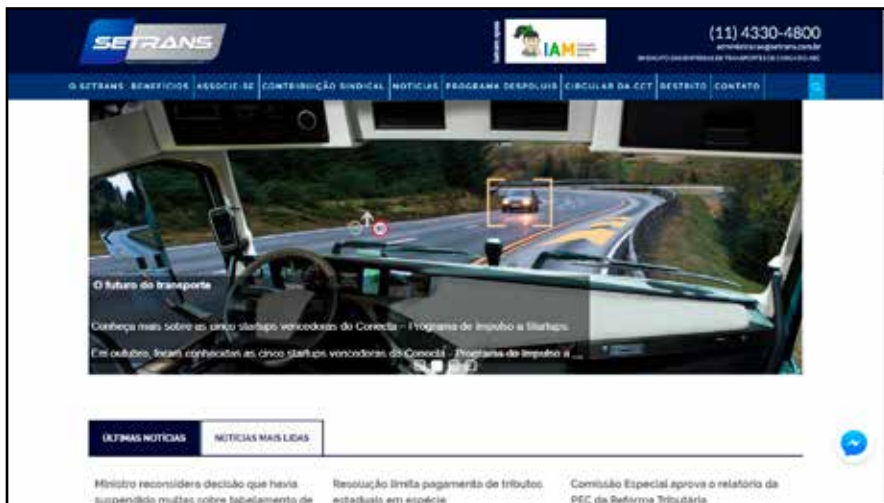 SETRANS
Setrans apoia
IAM
(11) 4330-4800
O SETRANS BENEFÍCIOS ASSOCIE-SE CONTRIBUIÇÃO SINDICAL NOTÍCIAS PROGRAMA DESPOLUIR CIRCULAR DA CCT RESTRITO CONTATO
O futuro do transporte
Conheça mais sobre as cinco startups vencedoras do Conecta – Programa de Impulso a Startups
Em outubro, foram conhecidas as cinco startups vencedoras do Conecta – Programa de Impulso a ...
ÚLTIMAS NOTÍCIAS NOTÍCIAS MAIS LIDAS
Ministro reconsidera decisão que havia
suspendido multas sobre tabelamento de
Resolução limita pagamento de tributos
estaduais em espécie
Comissão Especial aprova o relatório da
PEC da Reforma Tributária